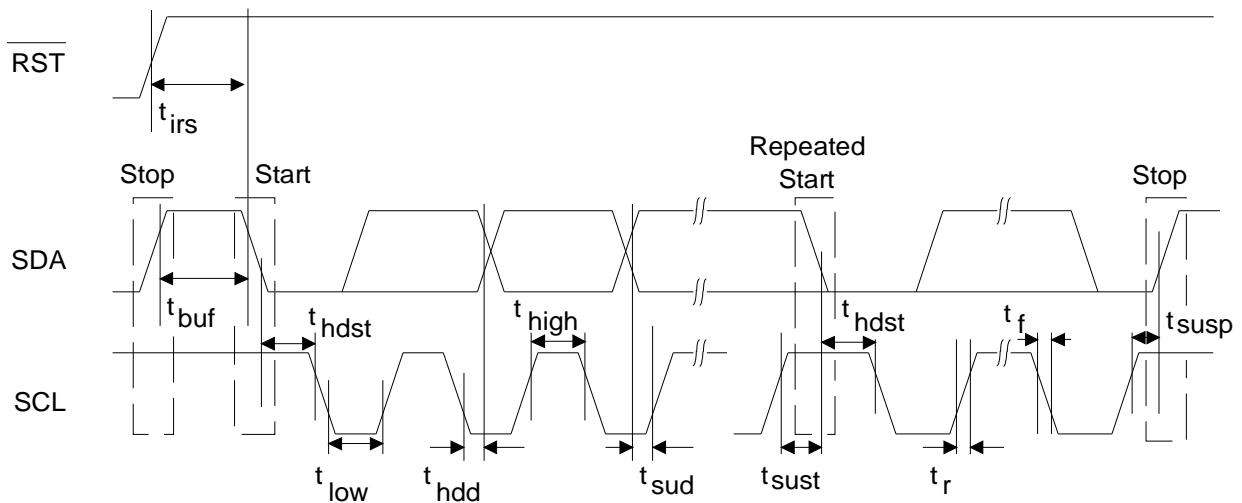 RST
t irs
Stop
Start
Repeated
Start
Stop
SDA
t buf
t hdst
t high
t hdst
t f
t susp
SCL
t low
t hdd
t sud
t sust
t r